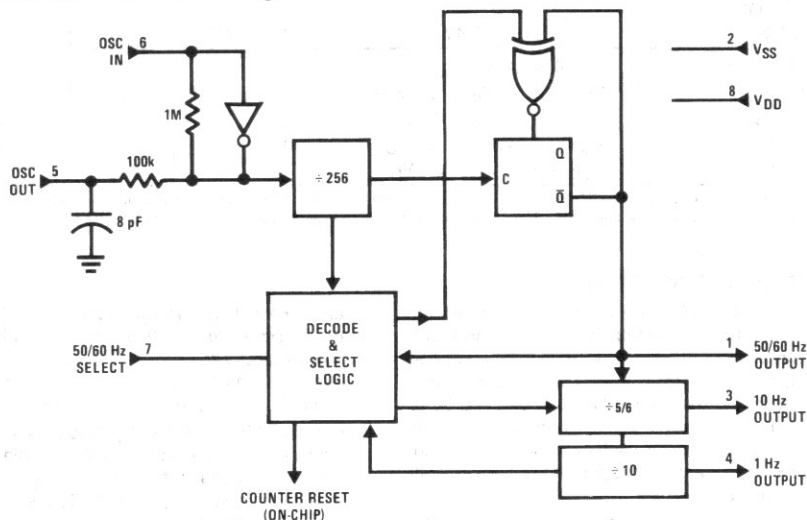 OSC
IN
6
1M
OSC
OUT
5
100k
8 pF
÷ 256
C
Q
Q̅
2
VSS
8
VDD
DECODE
&
SELECT
LOGIC
50/60 Hz
SELECT
7
1
50/60 Hz
OUTPUT
÷5/6
3
10 Hz
OUTPUT
÷10
4
1 Hz
OUTPUT
COUNTER RESET
(ON-CHIP)